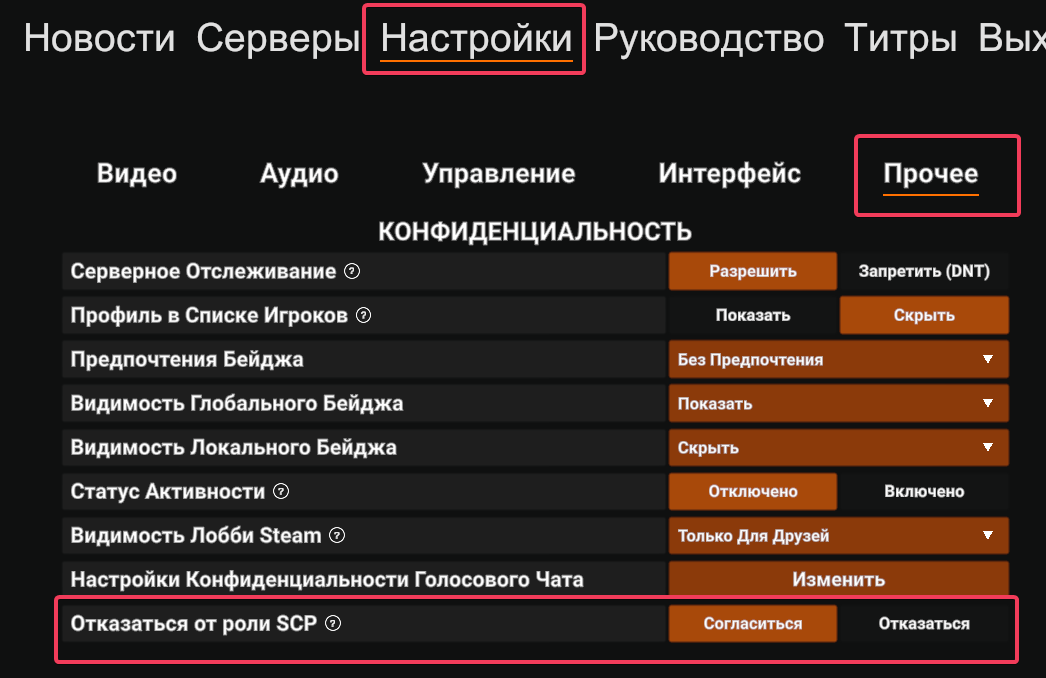 Новости Серверы Настройки Руководство Титры Вых
Видео Аудио Управление Интерфейс Прочее
КОНФИДЕНЦИАЛЬНОСТЬ
Серверное Отслеживание ? Разрешить Запретить (DNT)
Профиль в Списке Игроков ? Показать Скрыть
Предпочтения Бейджа Без Предпочтения
Видимость Глобального Бейджа Показать
Видимость Локального Бейджа Скрыть
Статус Активности ? Отключено Включено
Видимость Лобби Steam ? Только Для Друзей
Настройки Конфиденциальности Голосового Чата Изменить
Отказаться от роли SCP ? Согласиться Отказаться